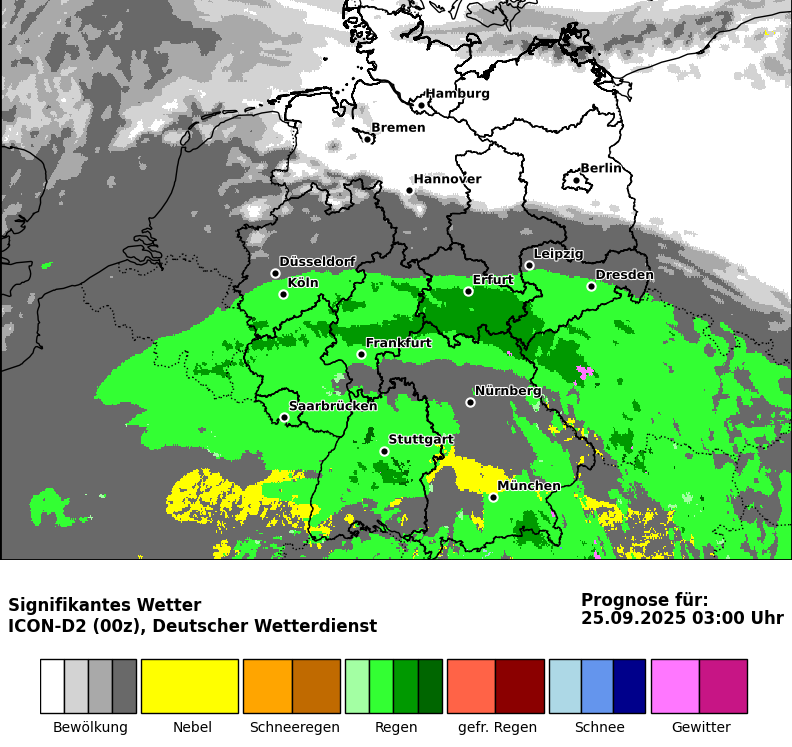 Hamburg
Bremen
Berlin
Hannover
Leipzig
Düsseldorf
Dresden
Köln
Erfurt
Frankfurt
Nürnberg
Saarbrücken
Stuttgart
München
Signifikantes Wetter
ICON-D2 (00z), Deutscher Wetterdienst
Prognose für:
25.09.2025 03:00 Uhr
Bewölkung
Nebel
Schneeregen
Regen
gefr. Regen
Schnee
Gewitter